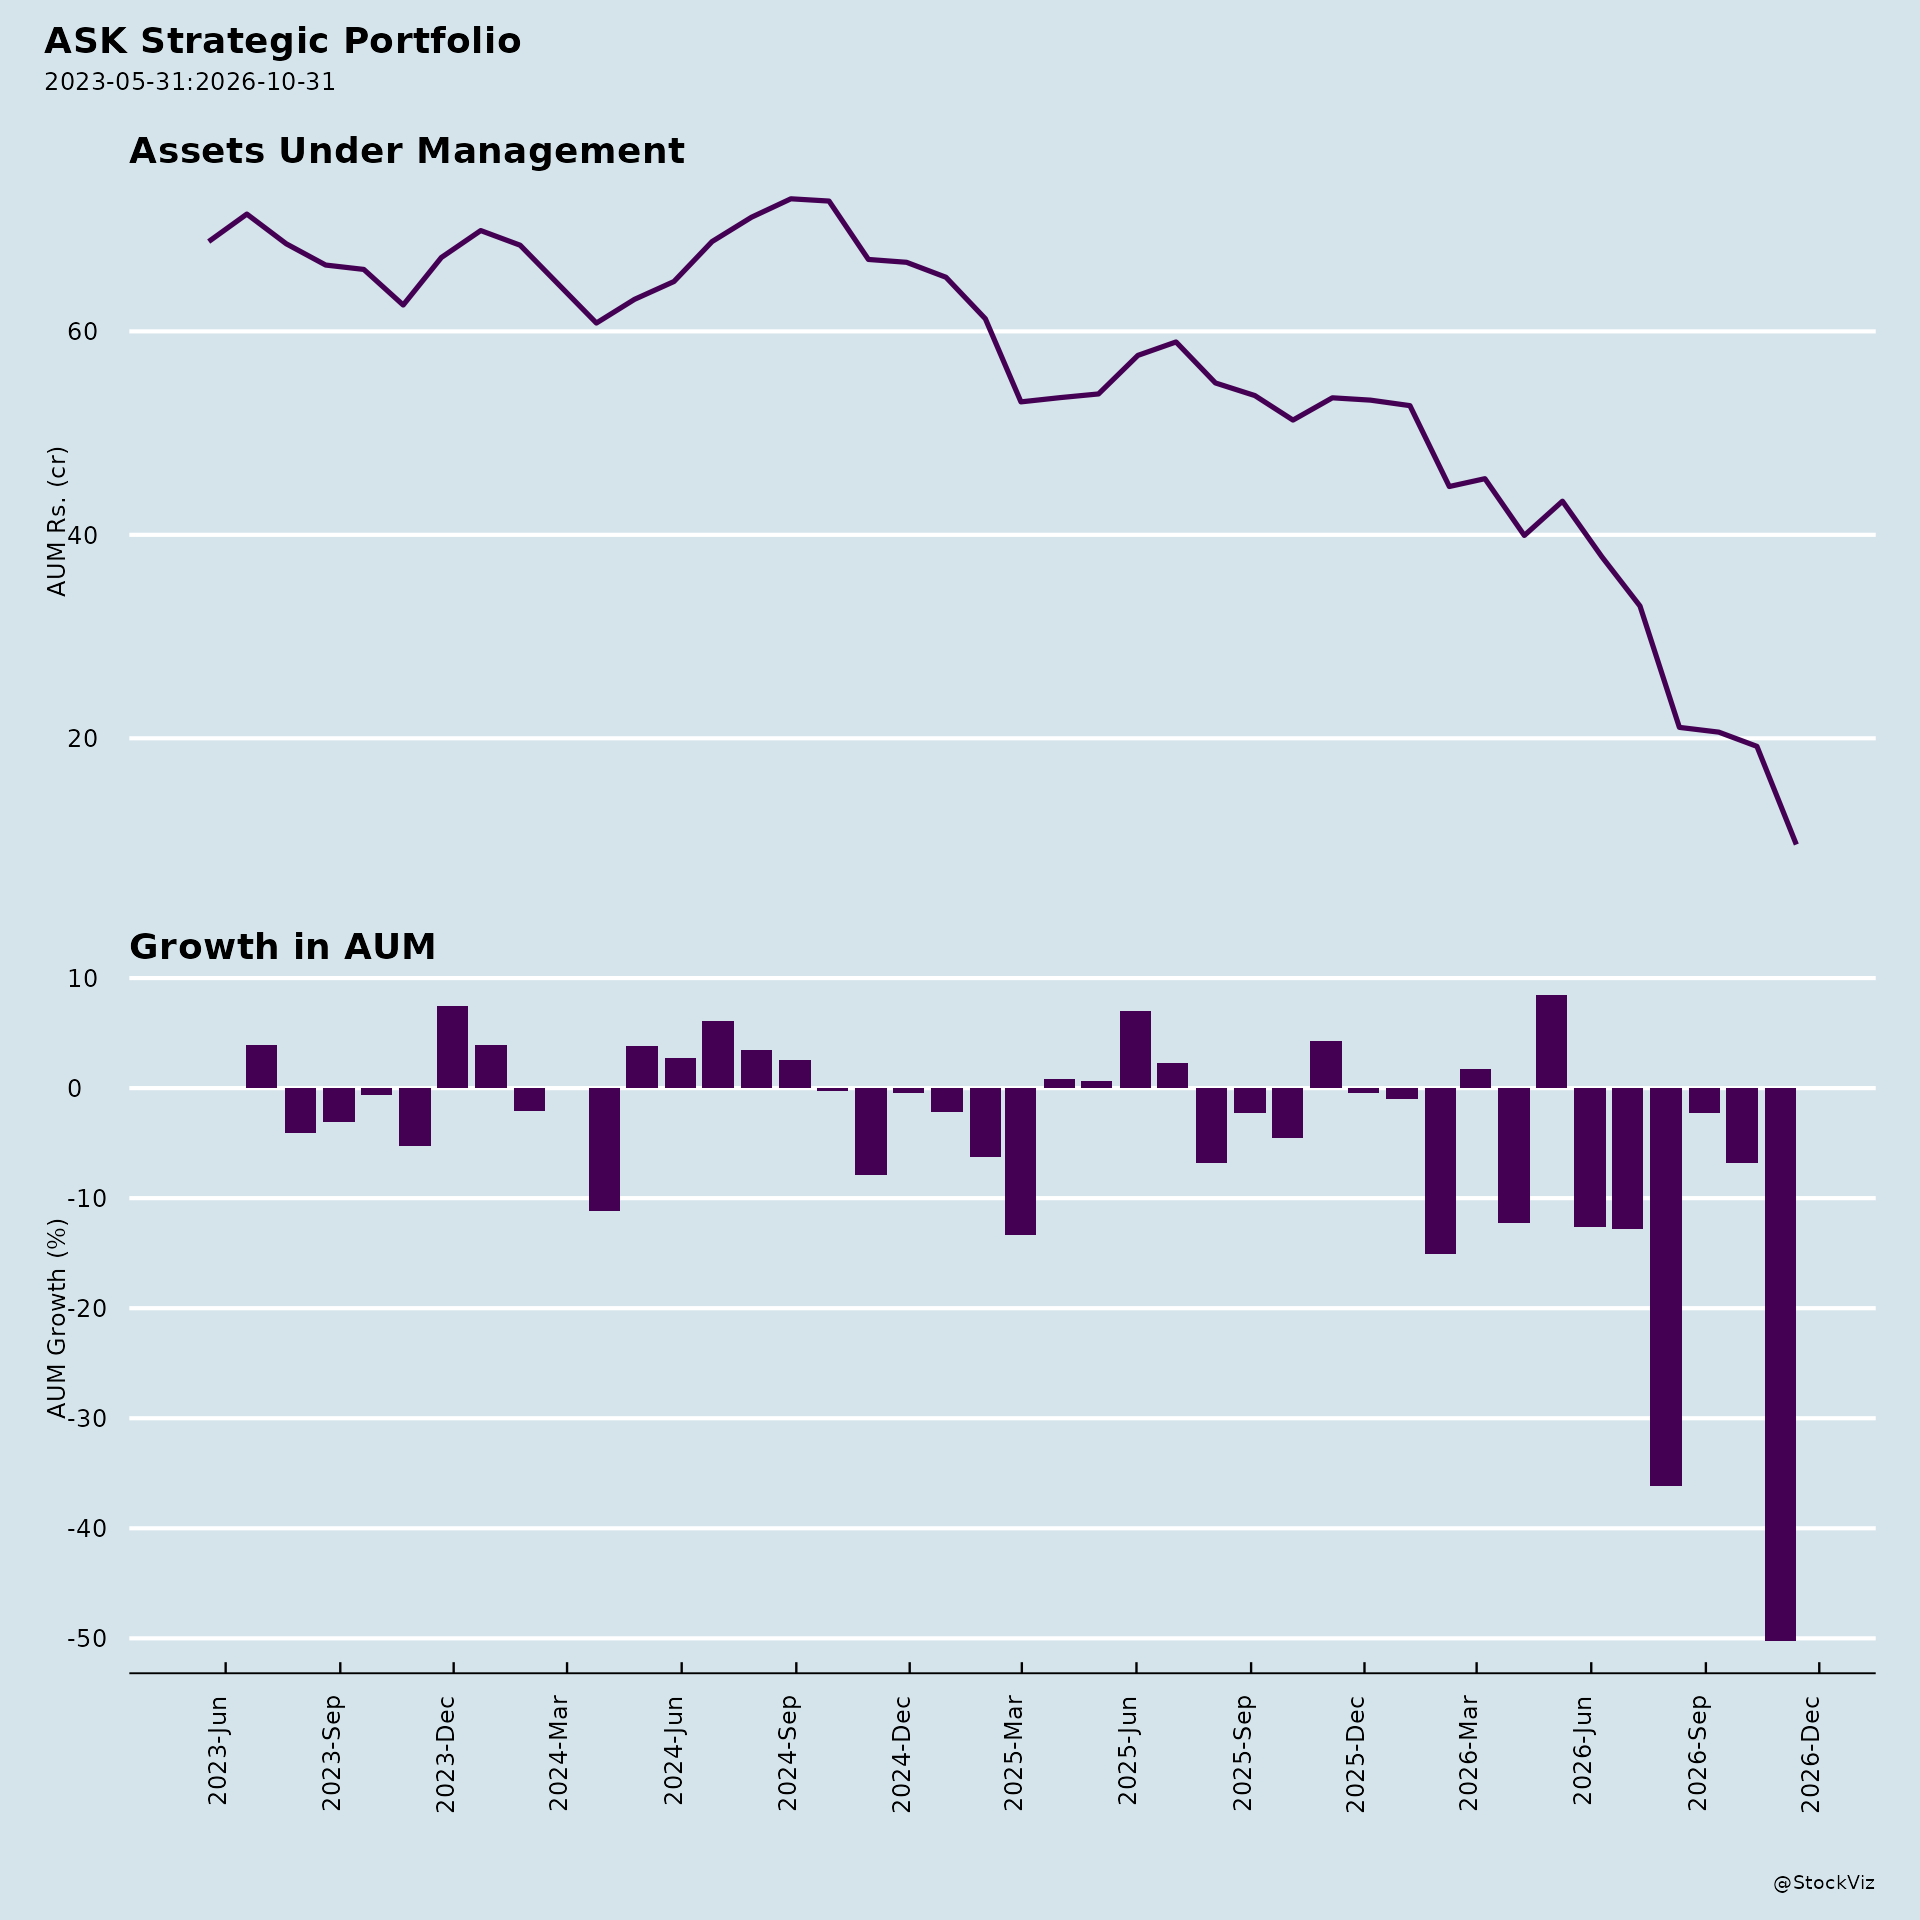 ASK Strategic Portfolio
2023-05-31:2026-10-31
Assets Under Management
60
40
20
AUM Rs. (cr)
Growth in AUM
10
0
-10
-20
-30
-40
-50
AUM Growth (%)
2023-Jun
2023-Sep
2023-Dec
2024-Mar
2024-Jun
2024-Sep
2024-Dec
2025-Mar
2025-Jun
2025-Sep
2025-Dec
2026-Mar
2026-Jun
2026-Sep
2026-Dec
@StockViz